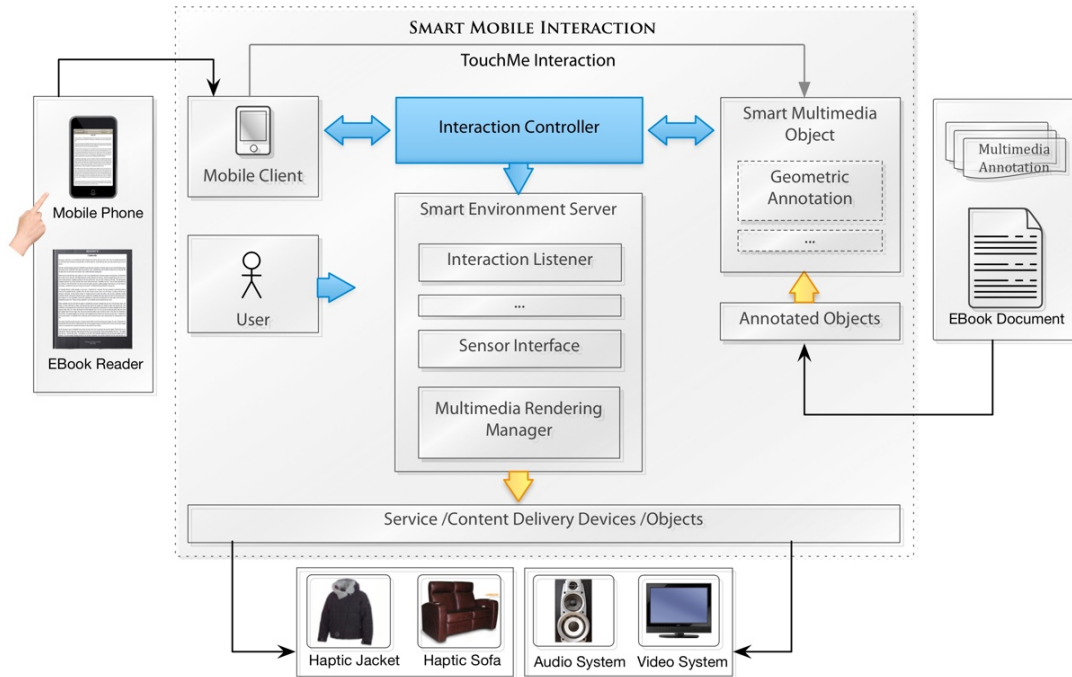 SMART MOBILE INTERACTION
TouchMe Interaction
Mobile Phone
EBook Reader
Mobile Client
User
Interaction Controller
Smart Environment Server
Interaction Listener
...
Sensor Interface
Multimedia Rendering
Manager
Smart Multimedia
Object
Geometric
Annotation
...
Annotated Objects
Multimedia
Annotation
EBook Document
Service /Content Delivery Devices /Objects
Haptic Jacket
Haptic Sofa
Audio System
Video System